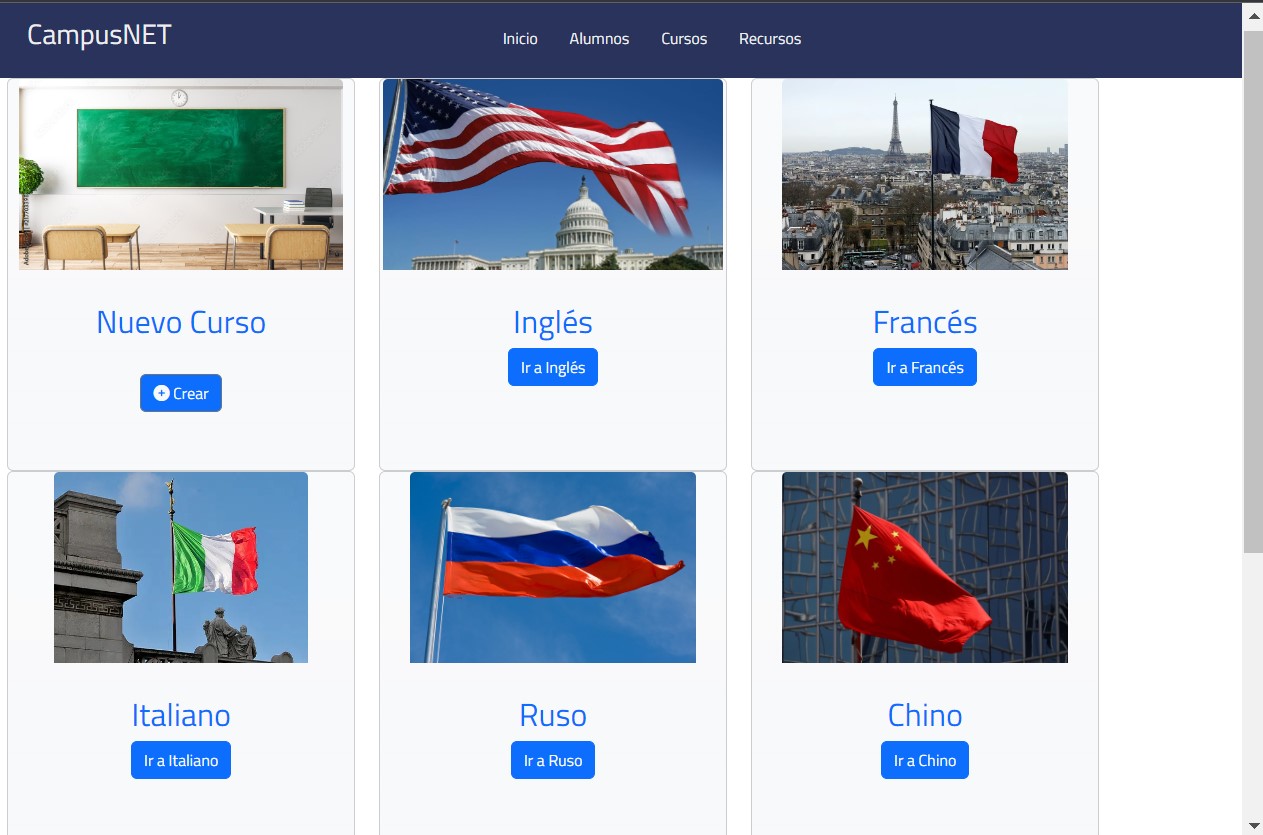 CampusNET
Inicio Alumnos Cursos Recursos
Nuevo Curso
Crear
Inglés
Ir a Inglés
Francés
Ir a Francés
Italiano
Ir a Italiano
Ruso
Ir a Ruso
Chino
Ir a Chino